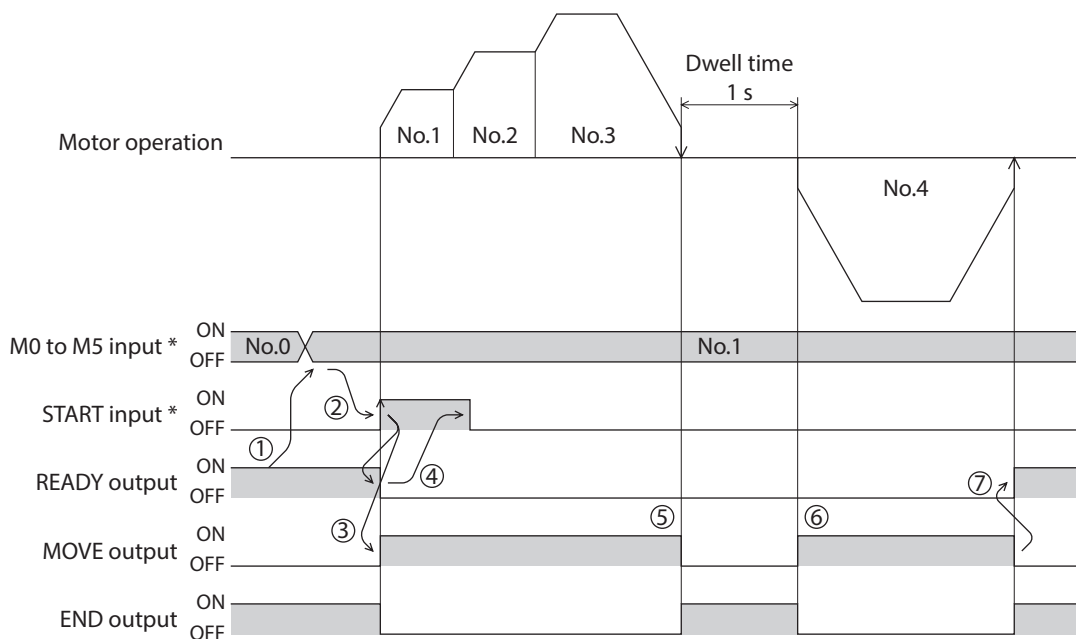 Dwell time
1 s
Motor operation
No.1 No.2 No.3
No.4
M0 to M5 input *
ON
OFF
No.0
No.1
START input *
ON
OFF
①
②
READY output
ON
OFF
③
④
⑦
MOVE output
ON
OFF
⑤
⑥
END output
ON
OFF